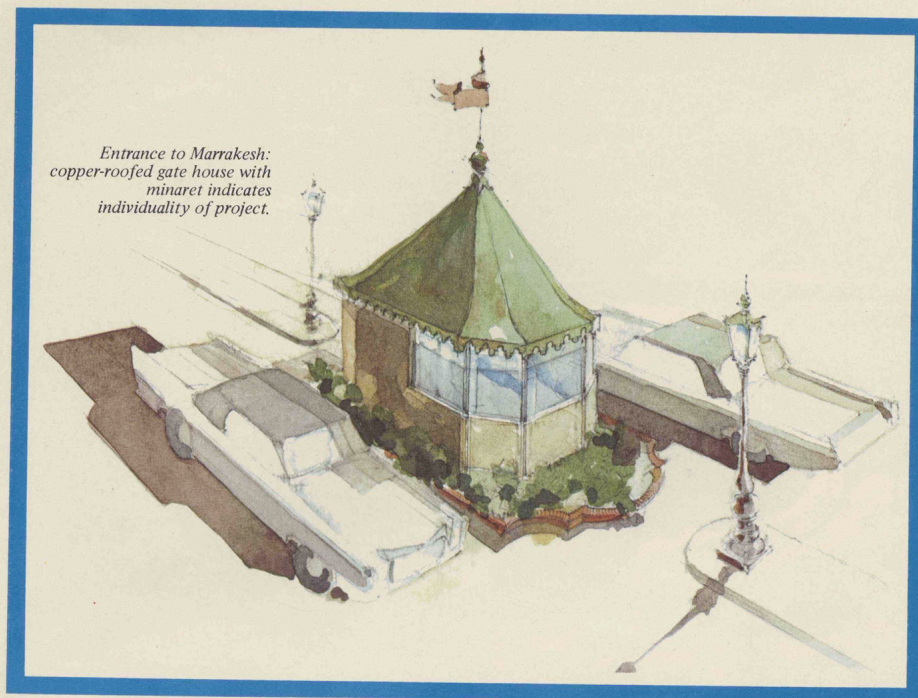 Entrance to Marrakesh:
copper-roofed gate house with
minaret indicates
individuality of project.